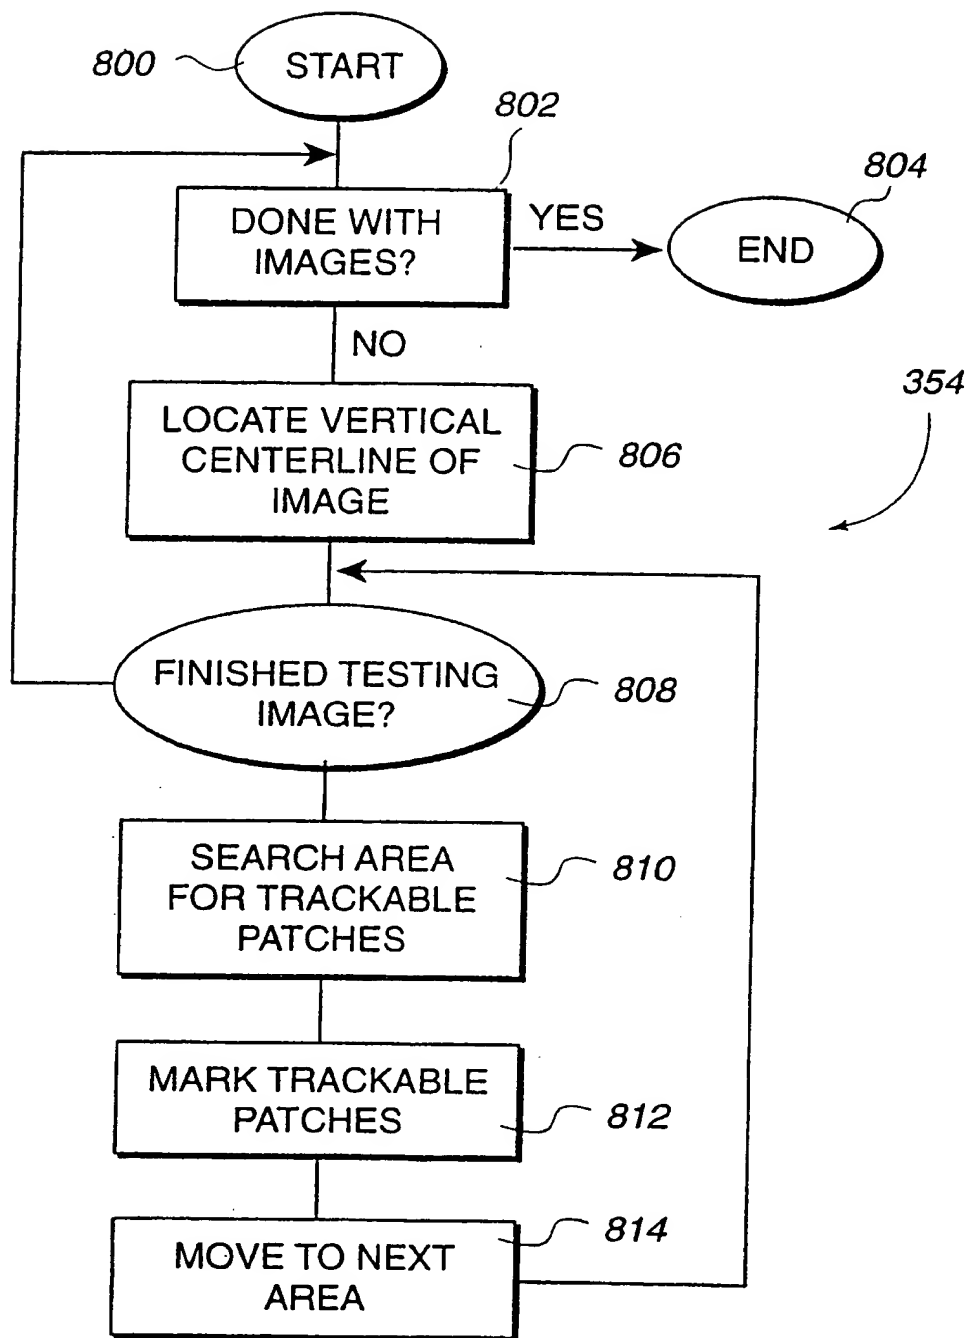 800
START
802
DONE WITH
IMAGES?
YES
804
END
NO
354
LOCATE VERTICAL
CENTERLINE OF
IMAGE
806
FINISHED TESTING
IMAGE?
808
SEARCH AREA
FOR TRACKABLE
PATCHES
810
MARK TRACKABLE
PATCHES
812
MOVE TO NEXT
AREA
814